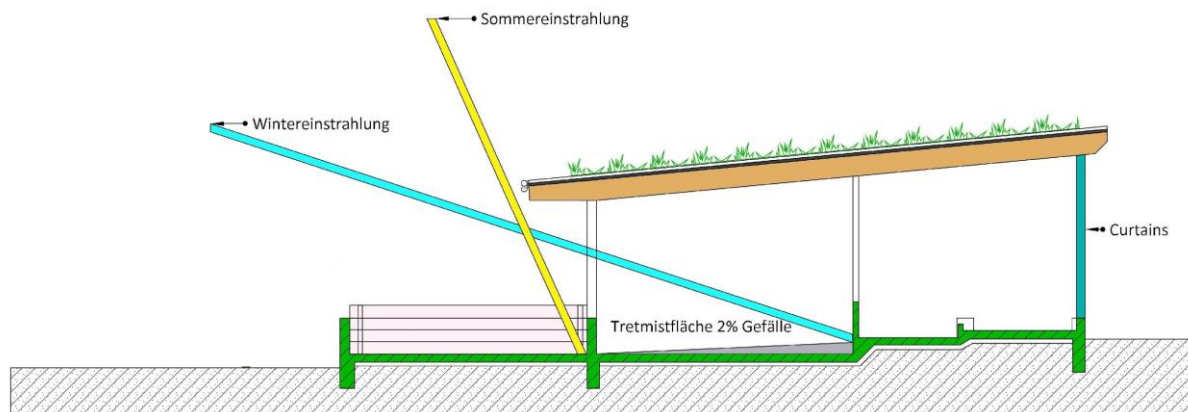 Sommereinstrahlung
Wintereinstrahlung
Curtains
Tretmistfläche 2% Gefälle